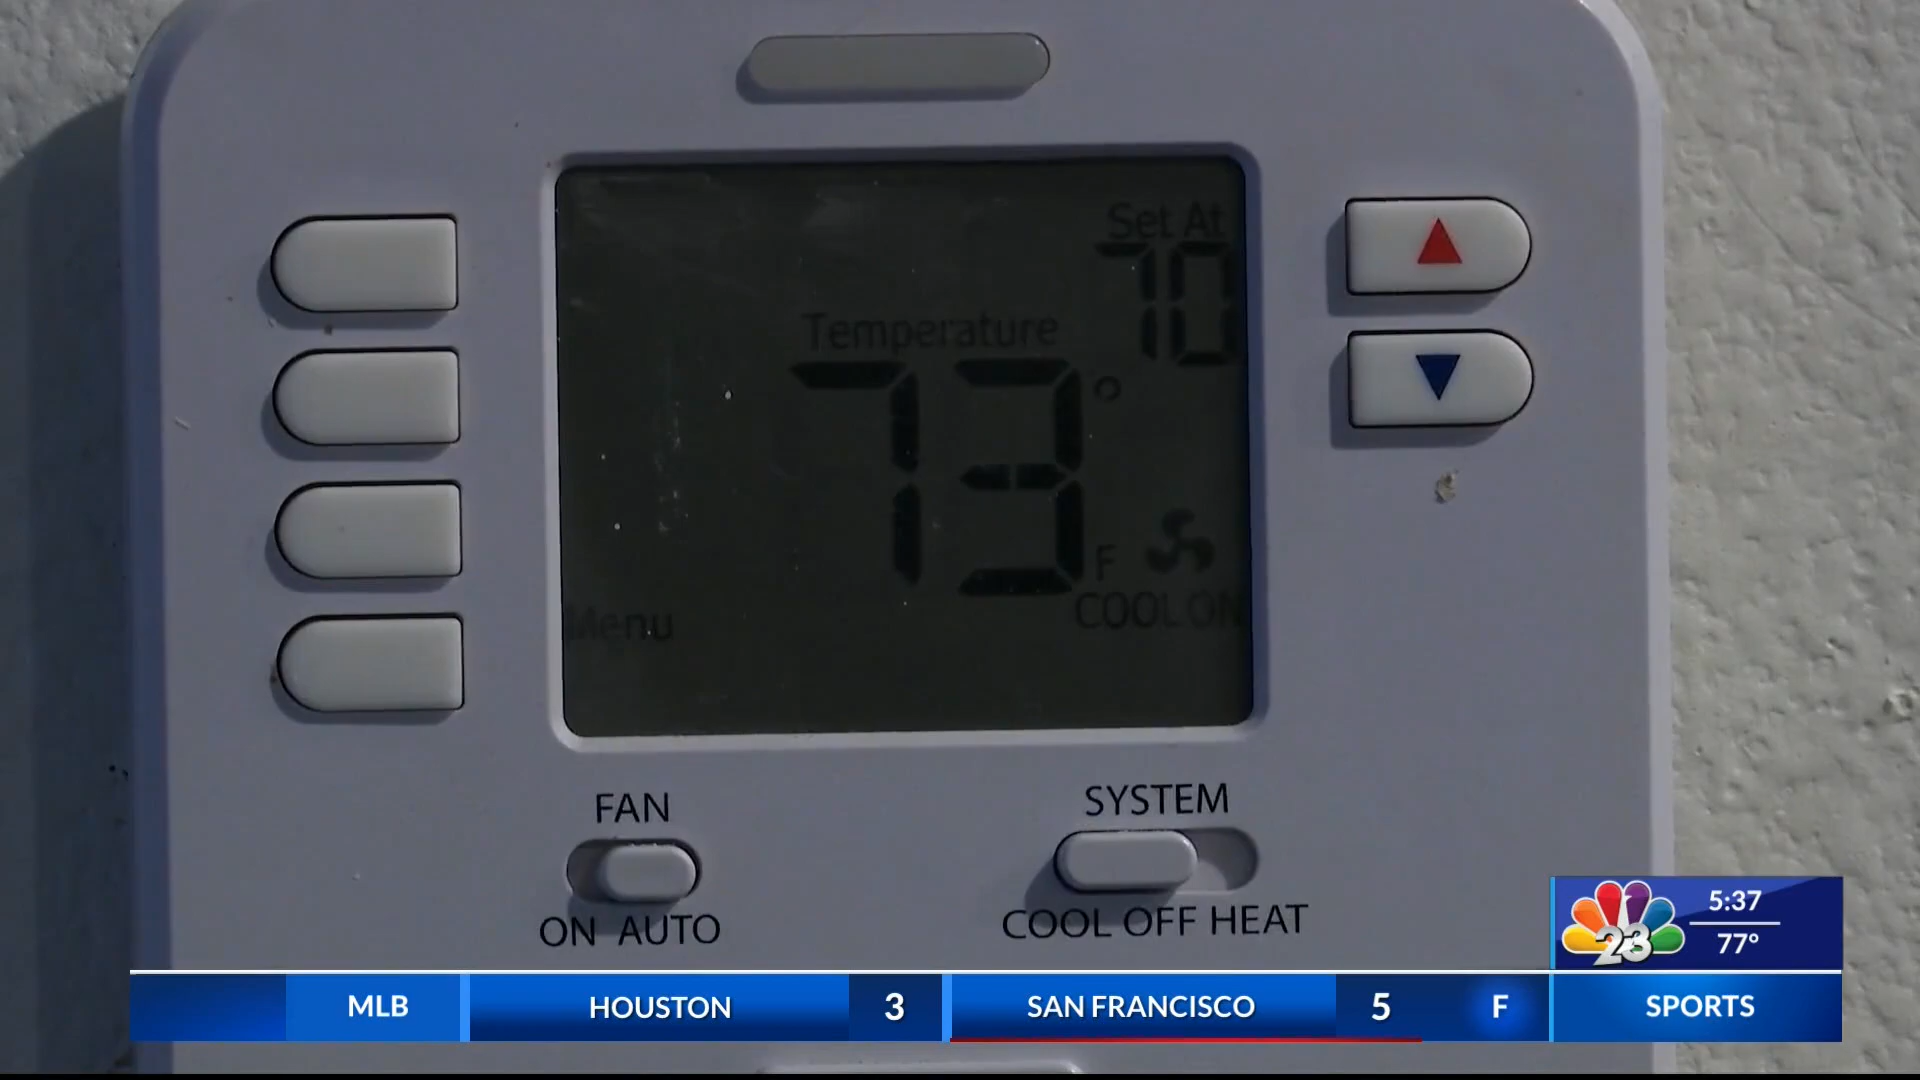 Set At
70
Temperature
73°
F
COOL ON
Menu
FAN
ON AUTO
SYSTEM
COOL OFF HEAT
23
5:37
77°
MLB HOUSTON 3 SAN FRANCISCO 5 F SPORTS